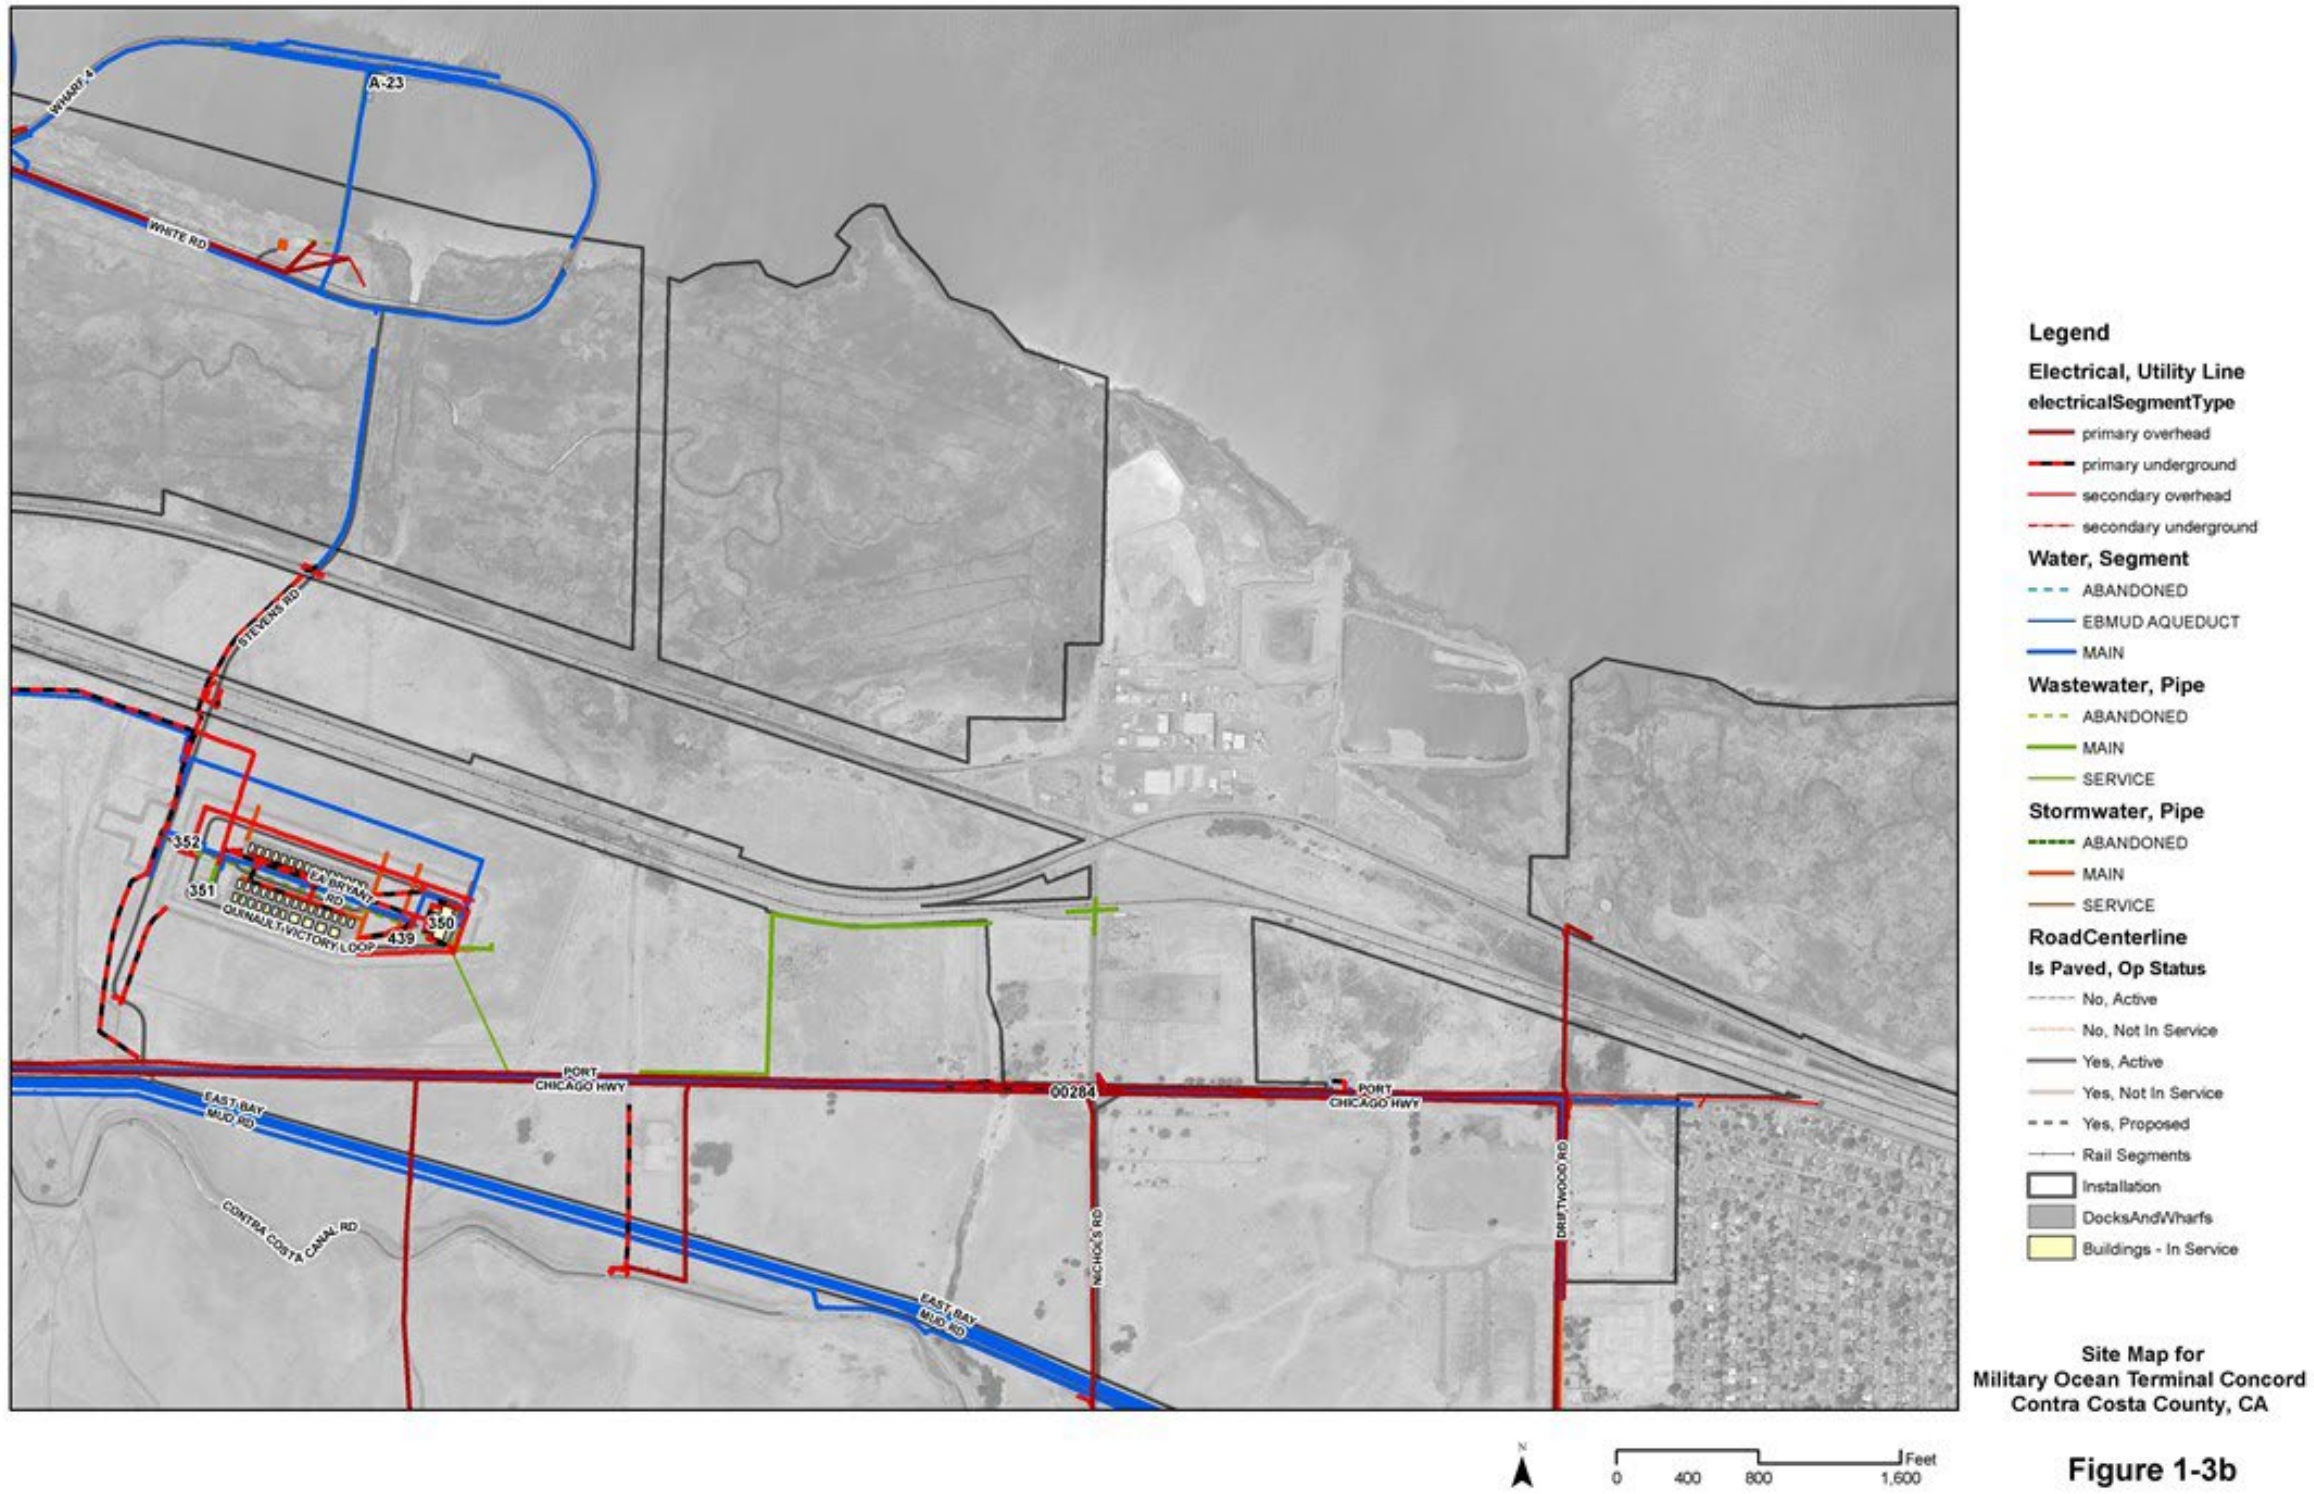 WHARF 4
A-23
WHITE RD
STEVENS RD
352
351
EA BRYANT
RD
QUINAULT VICTORY LOOP
439
350
PORT
CHICAGO HWY
EAST BAY
MUD RD
CONTRA COSTA CANAL RD
00284
PORT
CHICAGO HWY
NICHOLS RD
DRIFTWOOD RD
EAST BAY
MUD RD
Legend
Electrical, Utility Line
electricalSegmentType
primary overhead
primary underground
secondary overhead
secondary underground
Water, Segment
ABANDONED
EBMUD AQUEDUCT
MAIN
Wastewater, Pipe
ABANDONED
MAIN
SERVICE
Stormwater, Pipe
ABANDONED
MAIN
SERVICE
RoadCenterline
Is Paved, Op Status
No, Active
No, Not In Service
Yes, Active
Yes, Not In Service
Yes, Proposed
Rail Segments
Installation
DocksAndWharfs
Buildings - In Service
Site Map for
Military Ocean Terminal Concord
Contra Costa County, CA
N
Feet
0 400 800 1,600
Figure 1-3b